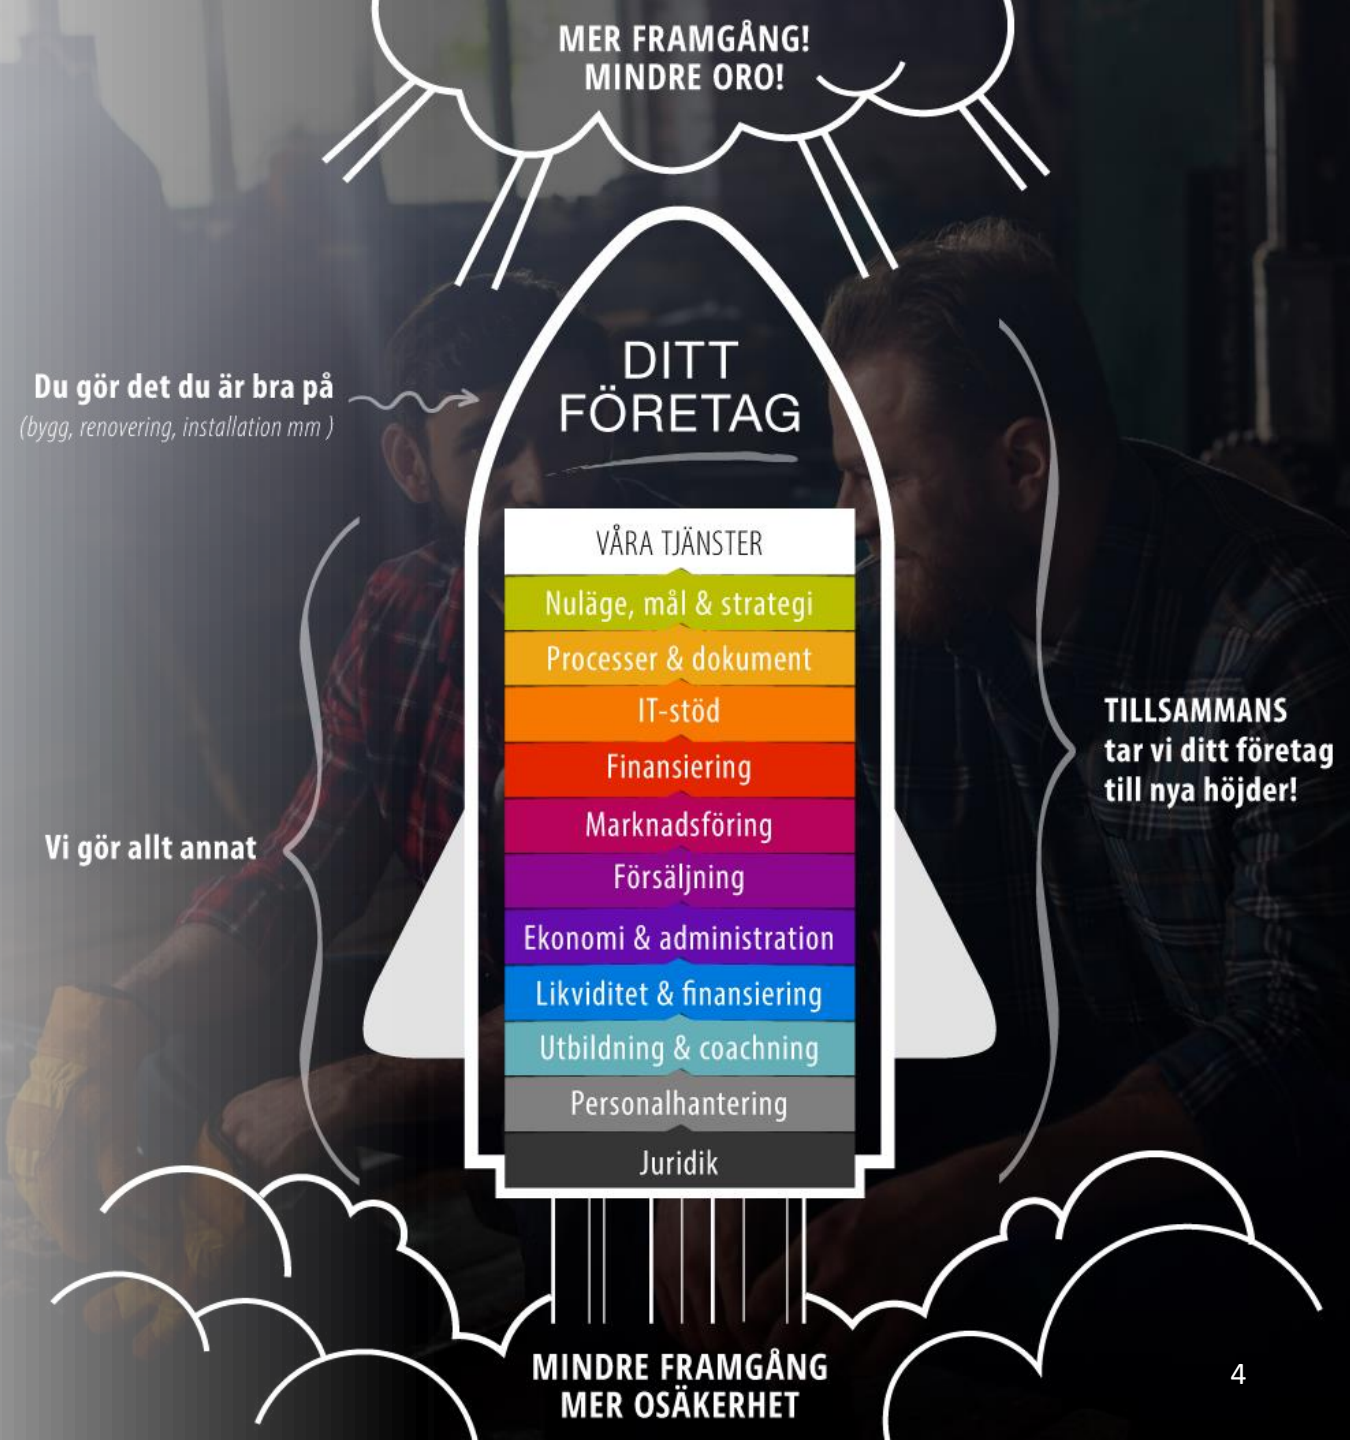 MER FRAMGÅNG!
MINDRE ORO!
DITT
FÖRETAG
Du gör det du är bra på
(bygg, renovering, installation mm )
VÅRA TJÄNSTER
Nuläge, mål & strategi
Processer & dokument
IT-stöd
Finansiering
Marknadsföring
Försäljning
Ekonomi & administration
Likviditet & finansiering
Utbildning & coachning
Personalhantering
Juridik
Vi gör allt annat
TILLSAMMANS
tar vi ditt företag
till nya höjder!
MINDRE FRAMGÅNG
MER OSÄKERHET
4